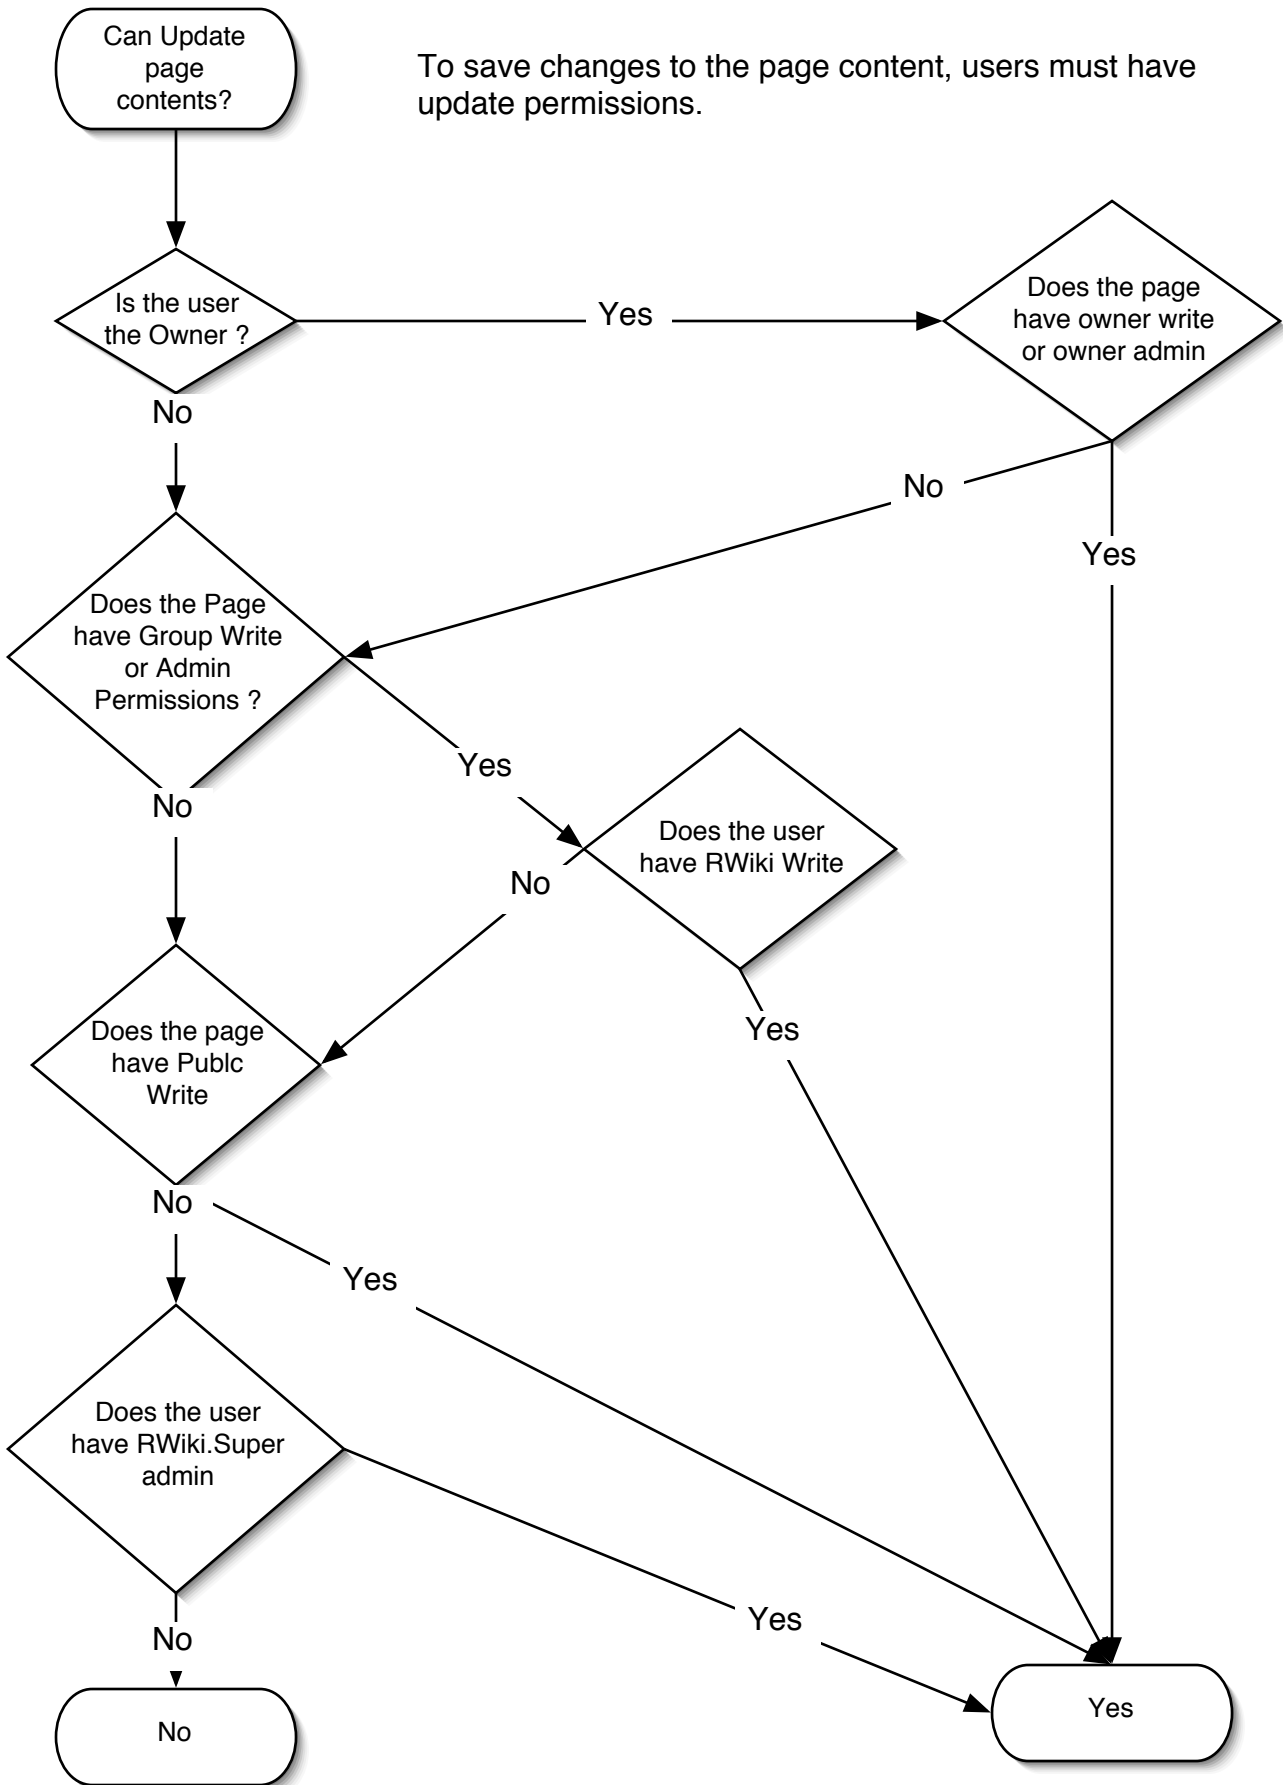 Can Update
page
contents?
To save changes to the page content, users must have
update permissions.
Is the user
the Owner ?
Yes
Does the page
have owner write
or owner admin
No
No
Yes
Does the Page
have Group Write
or Admin
Permissions ?
Yes
No
Does the user
have RWiki Write
No
Yes
Does the page
have Publc
Write
No
Yes
Does the user
have RWiki.Super
admin
Yes
No
No
Yes